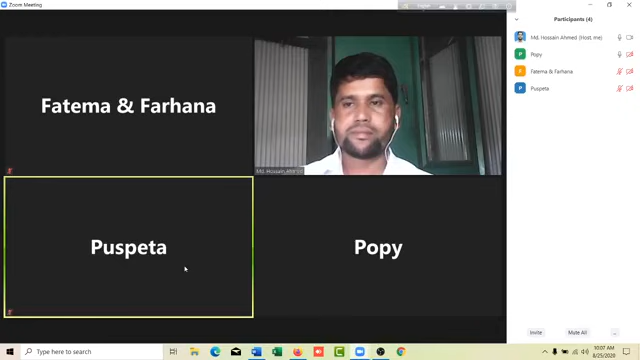 Zoom Meeting
English
Participants (4)
Md. Hossain Ahmed (Host, me)
P Popy
F Fatema & Farhana
P Puspeta
Fatema & Farhana
Puspeta
Popy
Invite
Mute All
...
Type here to search
10:07 AM
8/25/2020